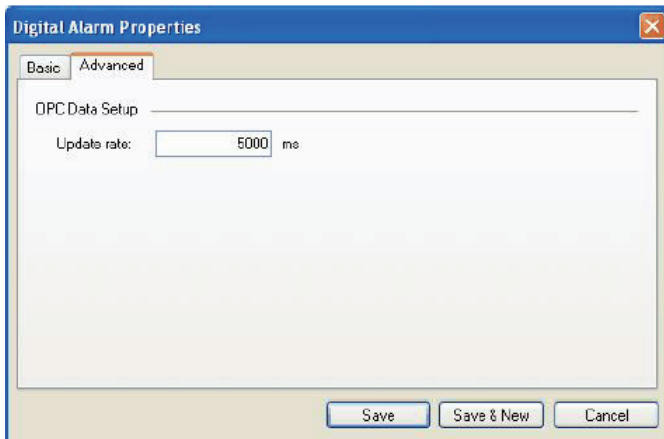 Digital Alarm Properties
Basic Advanced
OPC Data Setup
Update rate: 5000 ms
Save Save & New Cancel